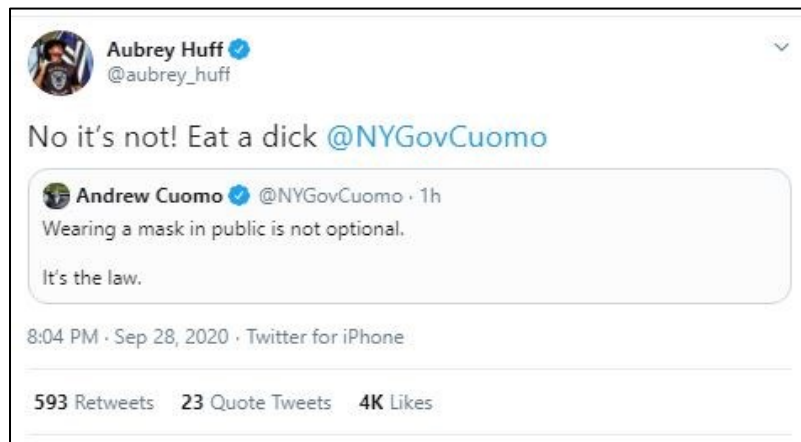 Aubrey Huff
@aubrey_huff
No it's not! Eat a dick @NYGovCuomo
Andrew Cuomo @NYGovCuomo · 1h
Wearing a mask in public is not optional.
It's the law.
8:04 PM · Sep 28, 2020 · Twitter for iPhone
593 Retweets 23 Quote Tweets 4K Likes